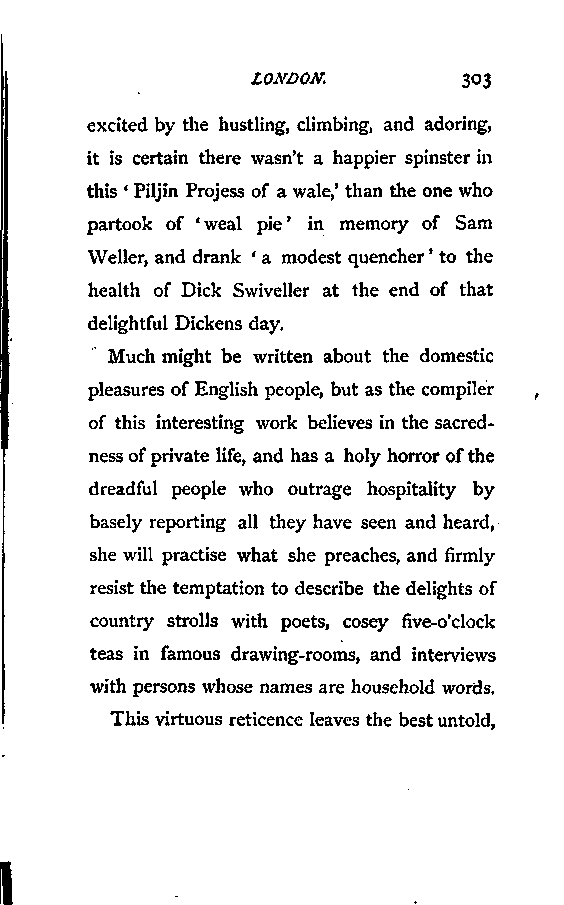 LONDON. 303
excited by the hustling, climbing, and adoring,
it is certain there wasn't a happier spinster in
this ‘ Piljin Projess of a wale,’ than the one who
partook of ‘weal pie’ in memory of Sam
Weller, and drank ‘a modest quencher’ to the
health of Dick Swiveller at the end of that
delightful Dickens day.
Much might be written about the domestic
pleasures of English people, but as the compiler
of this interesting work believes in the sacred-
ness of private life, and has a holy horror of the
dreadful people who outrage hospitality by
basely reporting all they have seen and heard,
she will practise what she preaches, and firmly
resist the temptation to describe the delights of
country strolls with poets, cosey five-o'clock
teas in famous drawing-rooms, and interviews
with persons whose names are household words.
This virtuous reticence leaves the best untold,